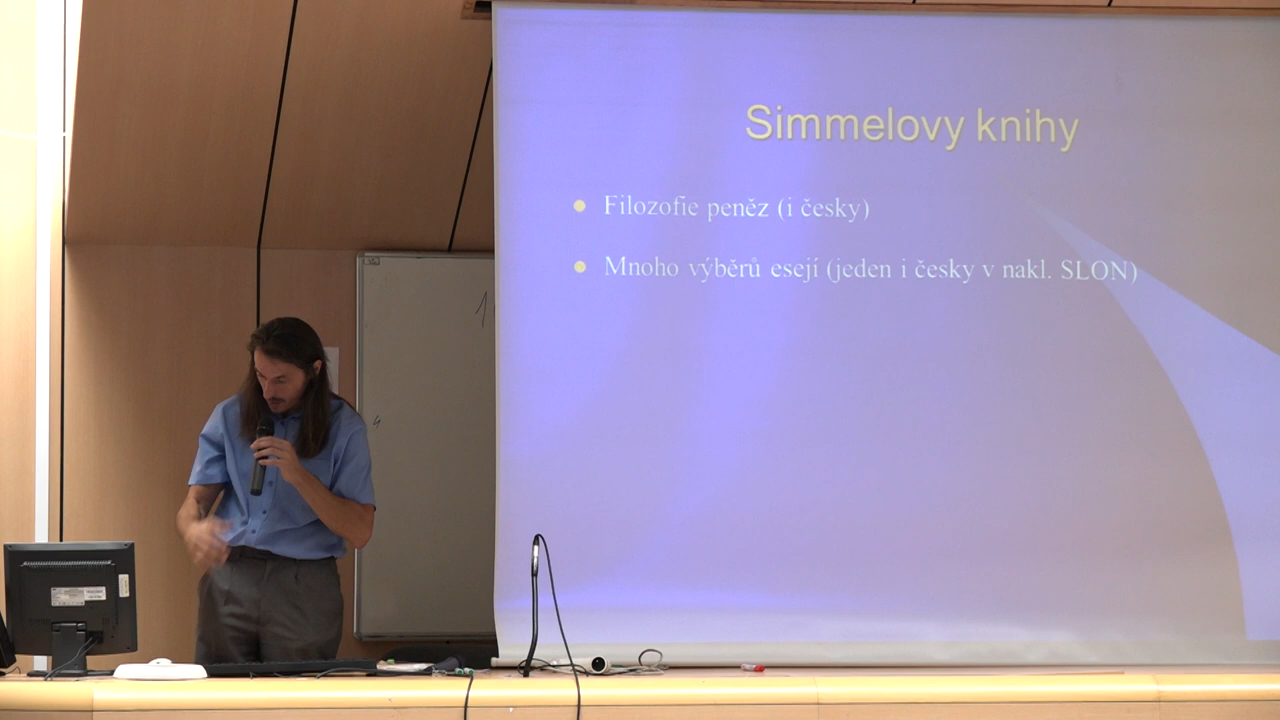 Simmelovy knihy
Filozofie peněz (i česky)
Mnoho výběrů esejí (jeden i česky v nakl. SLON)